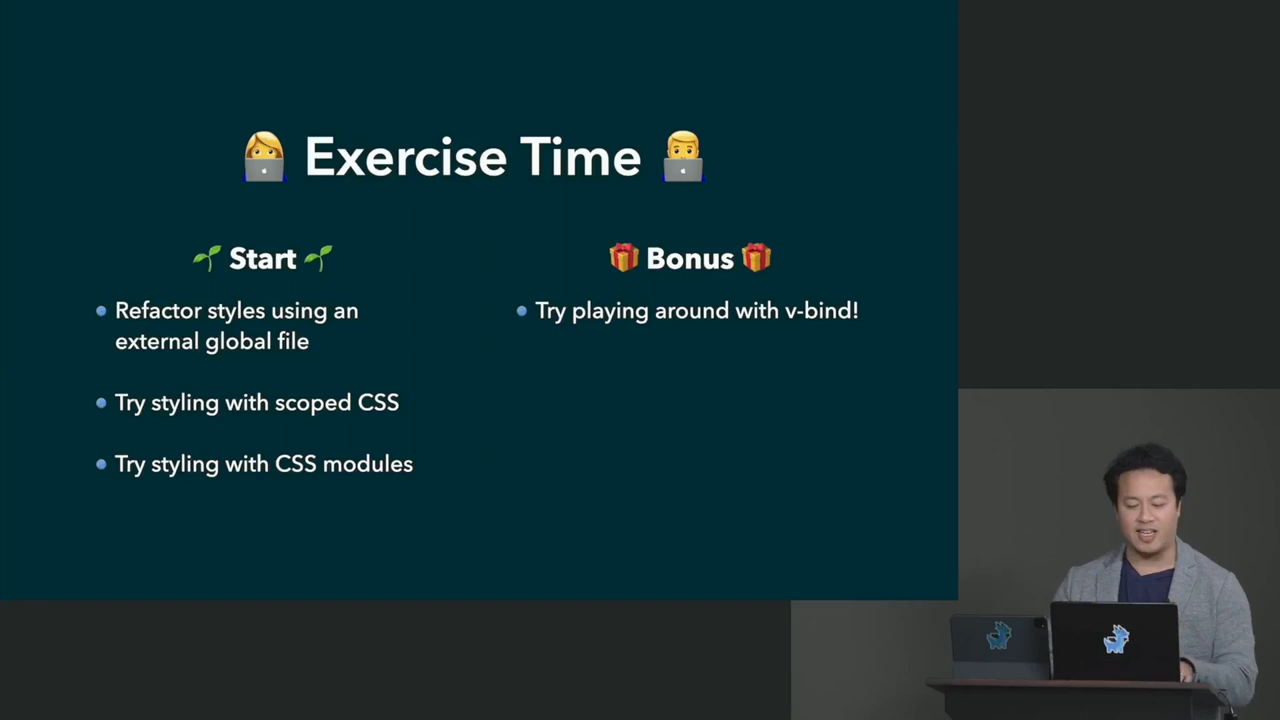 Exercise Time
Start
Refactor styles using an
external global file
Try styling with scoped CSS
Try styling with CSS modules
Bonus
Try playing around with v-bind!